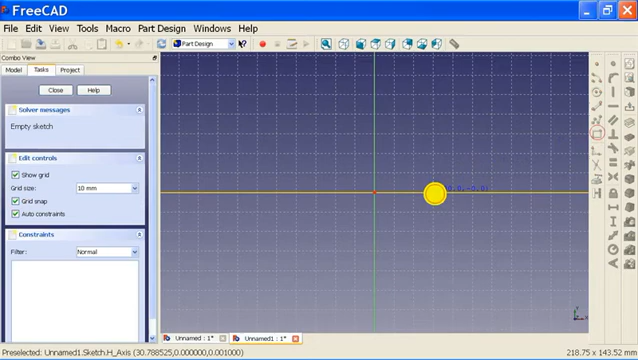 FreeCAD
File Edit View Tools Macro Part Design Windows Help
Part Design
Combo View
Model Tasks Project
Close Help
Solver messages
Empty sketch
Edit controls
Show grid
Grid size: 10 mm
Grid snap
Auto constraints
Constraints
Filter: Normal
Unnamed : 1* Unnamed1 : 1*
Preselected: Unnamed1.Sketch.H_Axis (30.788525,0.000000,0.001000) 218.75 x 143.52 mm